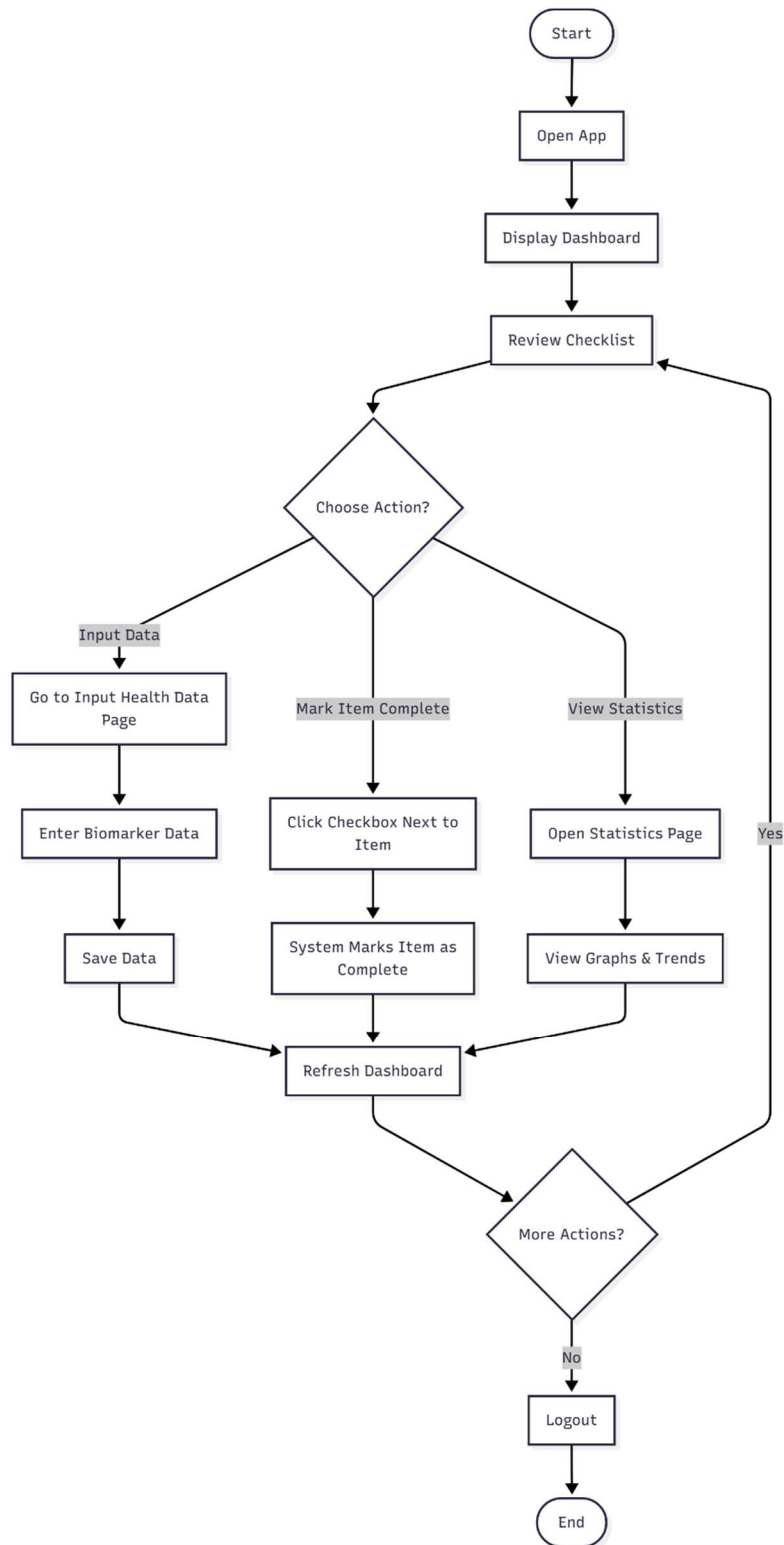 Start
Open App
Display Dashboard
Review Checklist
Choose Action?
Input Data
Go to Input Health Data
Page
Enter Biomarker Data
Save Data
Mark Item Complete
Click Checkbox Next to
Item
System Marks Item as
Complete
View Statistics
Open Statistics Page
View Graphs & Trends
Refresh Dashboard
More Actions?
Yes
No
Logout
End